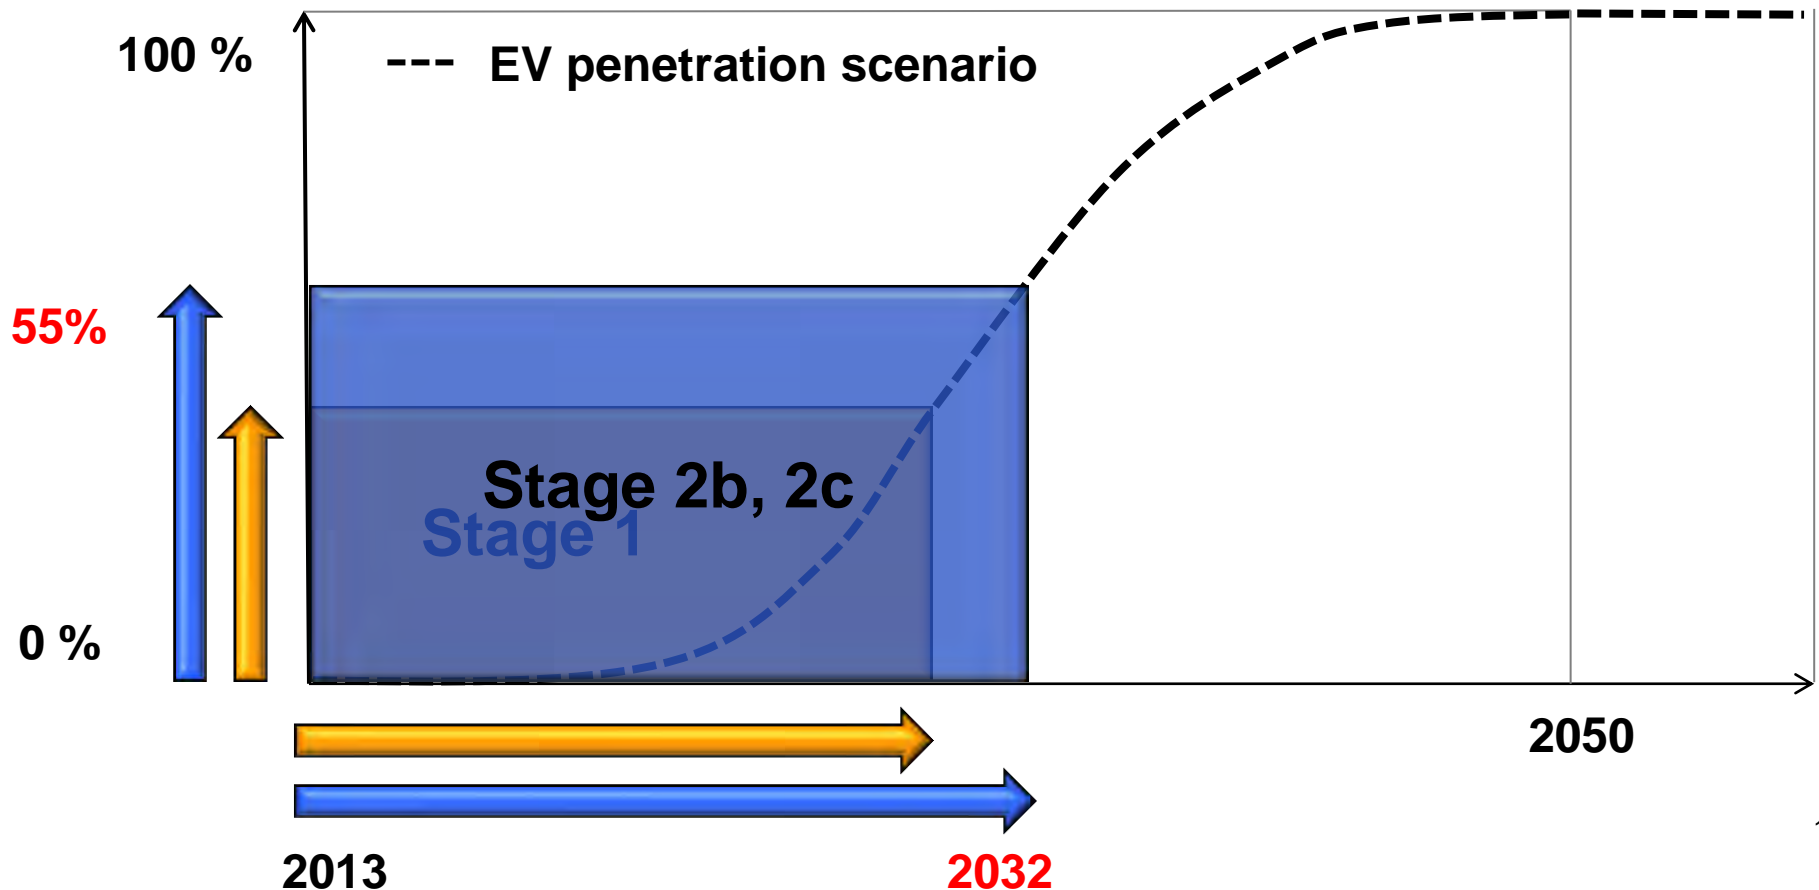 100 %
--- EV penetration scenario
55%
Stage 2b, 2c
Stage 1
0 %
2050
2013
2032